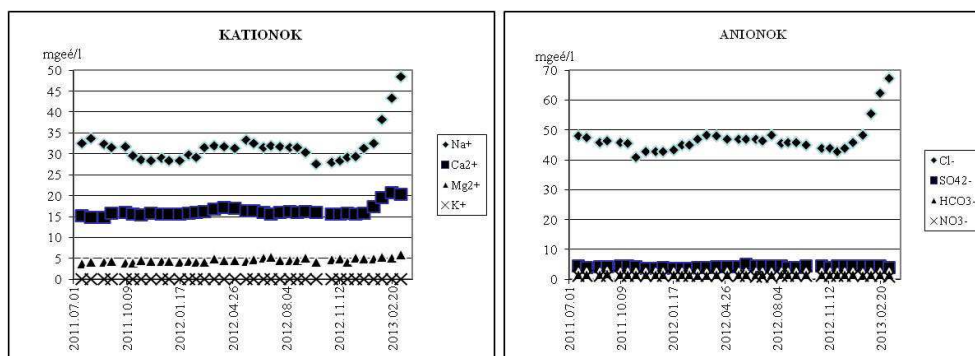 KATIONOK
mgeé/l
50
45
40
35
30
25
20
15
10
5
0
2011.07.01
2011.10.09
2012.01.17
2012.04.26
2012.08.04
2012.11.12
2013.02.20
Na+
Ca2+
Mg2+
K+
ANIONOK
mgeé/l
70
60
50
40
30
20
10
0
2011.07.01
2011.10.09
2012.01.17
2012.04.26
2012.08.04
2012.11.12
2013.02.20
Cl-
SO42-
HCO3-
NO3-